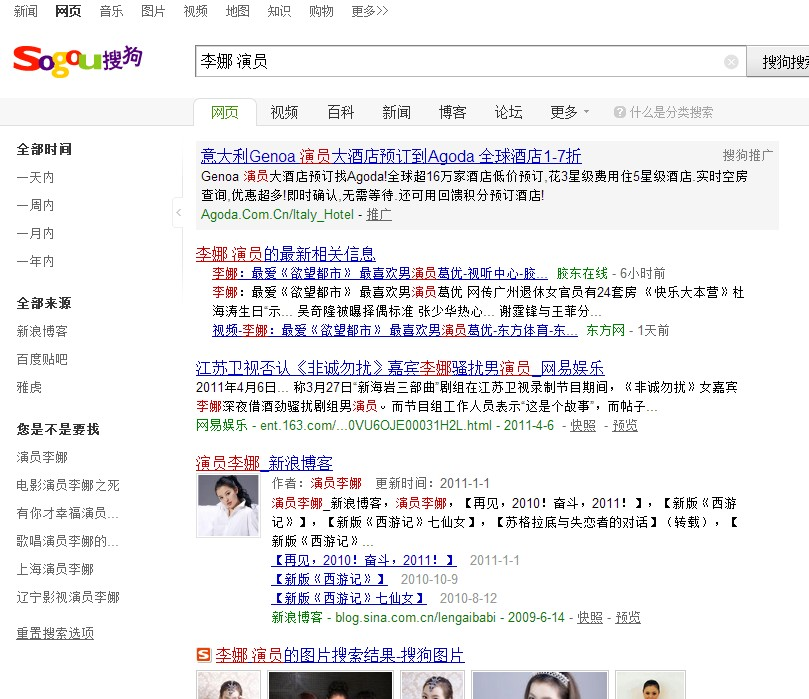 新闻 网页 音乐 图片 视频 地图 知识 购物 更多>>
Sogou搜狗
李娜 演员
搜狗搜
网页 视频 百科 新闻 博客 论坛 更多 什么是分类搜索
全部时间
一天内
一周内
一月内
一年内
全部来源
新浪博客
百度贴吧
雅虎
您是不是要找
演员李娜
电影演员李娜之死
有你才幸福演员...
歌唱演员李娜的...
上海演员李娜
辽宁影视演员李娜
重置搜索选项
意大利Genoa 演员大酒店预订到Agoda 全球酒店1-7折 搜狗推广
Genoa 演员大酒店预订找Agoda!全球超16万家酒店低价预订,花3星级费用住5星级酒店.实时空房
查询,优惠超多!即时确认,无需等待.还可用回馈积分预订酒店!
Agoda.Com.Cn/Italy_Hotel - 推广
李娜 演员的最新相关信息
李娜：最爱《欲望都市》 最喜欢男演员葛优-视听中心-胶... 胶东在线 - 6小时前
李娜：最爱《欲望都市》 最喜欢男演员葛优 网传广州退休女官员有24套房 《快乐大本营》杜
海涛生日“示... 吴奇隆被曝择偶标准 张少华热心... 谢霆锋与王菲分...
视频-李娜：最爱《欲望都市》 最喜欢男演员葛优-东方体育-东... 东方网 - 1天前
江苏卫视否认《非诚勿扰》嘉宾李娜骚扰男演员_网易娱乐
2011年4月6日... 称3月27日“新海岩三部曲”剧组在江苏卫视录制节目期间，《非诚勿扰》女嘉宾
李娜深夜借酒劲骚扰剧组男演员。而节目组工作人员表示“这是个故事”，而帖子...
网易娱乐 - ent.163.com/...0VU6OJE00031H2L.html - 2011-4-6 - 快照 - 预览
演员李娜_新浪博客
作者：演员李娜 更新时间：2011-1-1
演员李娜_新浪博客，演员李娜，【再见，2010！奋斗，2011！】，【新版《西游
记》】，【新版《西游记》七仙女】，【苏格拉底与失恋者的对话】（转载），【
新版《西游记》...
【再见，2010！奋斗，2011！】 2011-1-1
【新版《西游记》】 2010-10-9
【新版《西游记》七仙女】 2010-8-12
新浪博客 - blog.sina.com.cn/lengaibabi - 2009-6-14 - 快照 - 预览
李娜 演员的图片搜索结果-搜狗图片